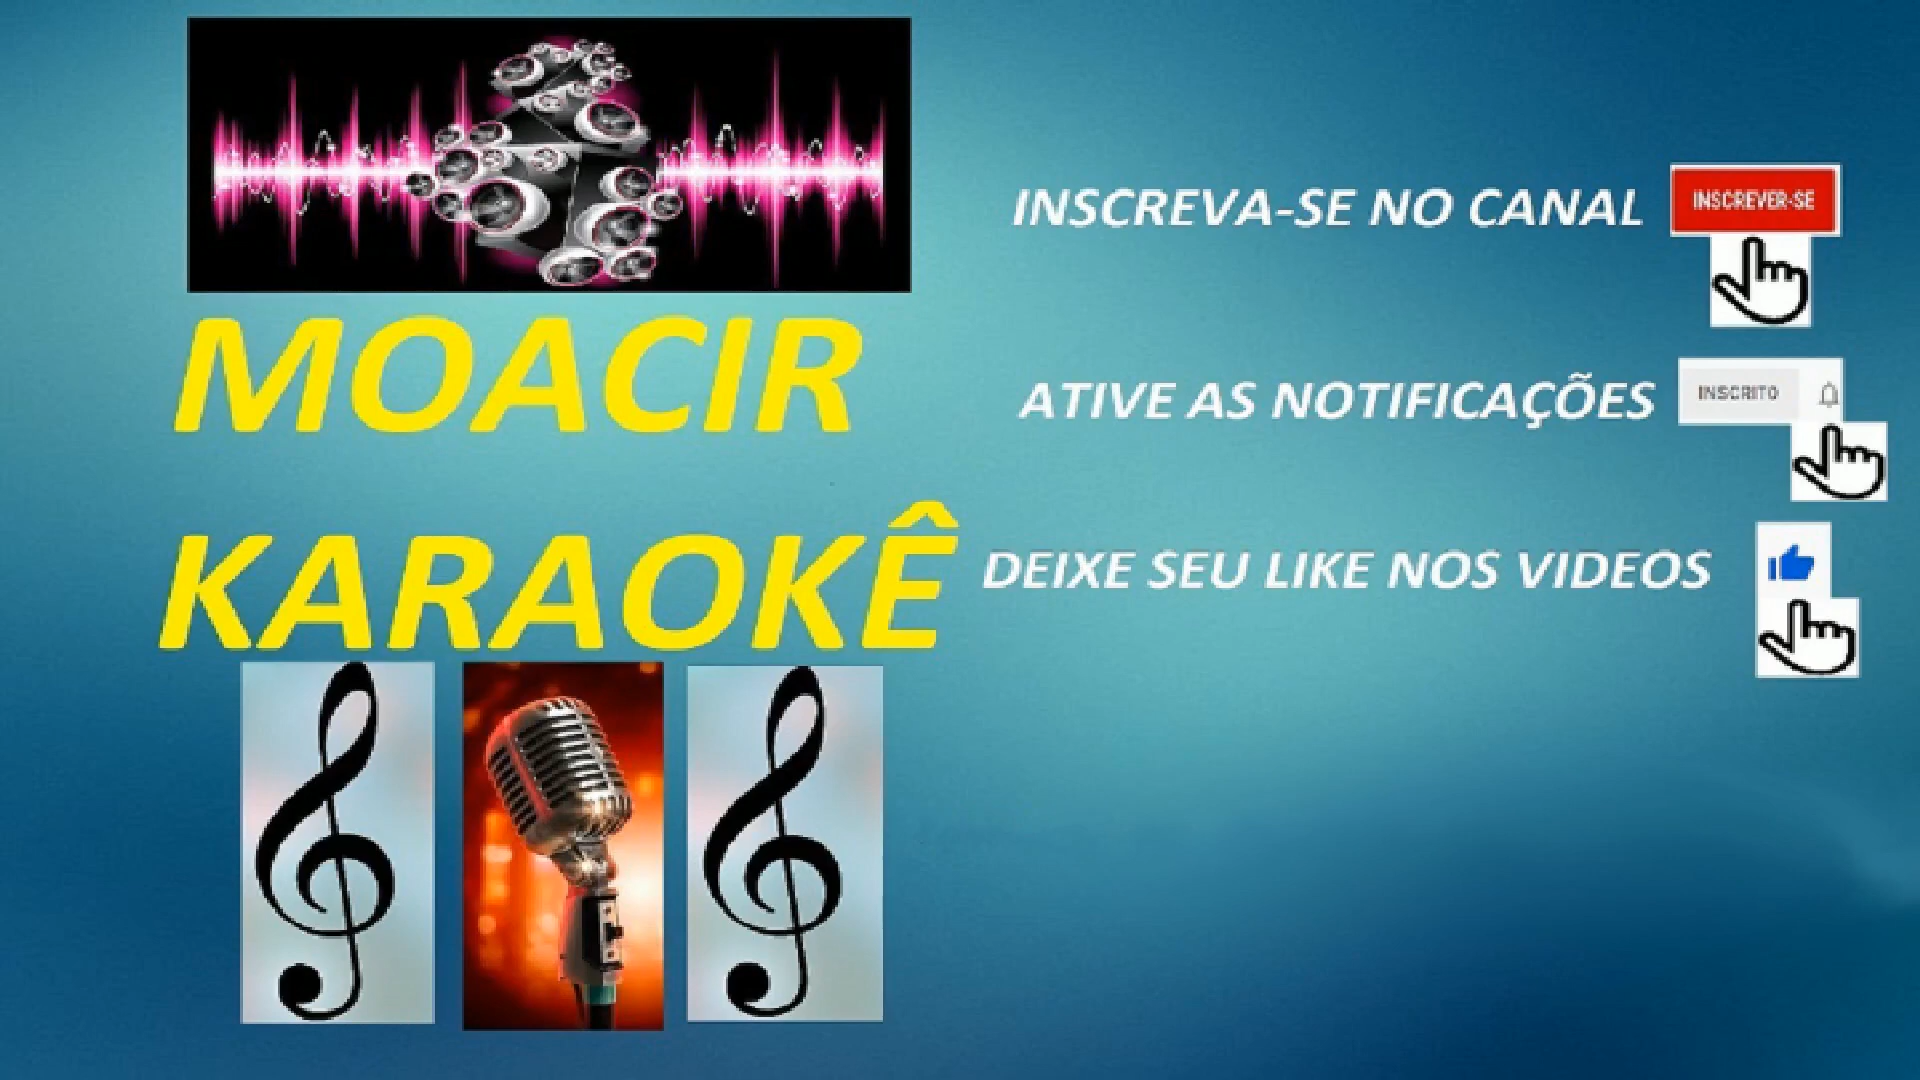 MOACIR
KARAOKÊ
INSCREVA-SE NO CANAL
INSCREVER-SE
ATIVE AS NOTIFICAÇÕES
INSCRITO
DEIXE SEU LIKE NOS VIDEOS